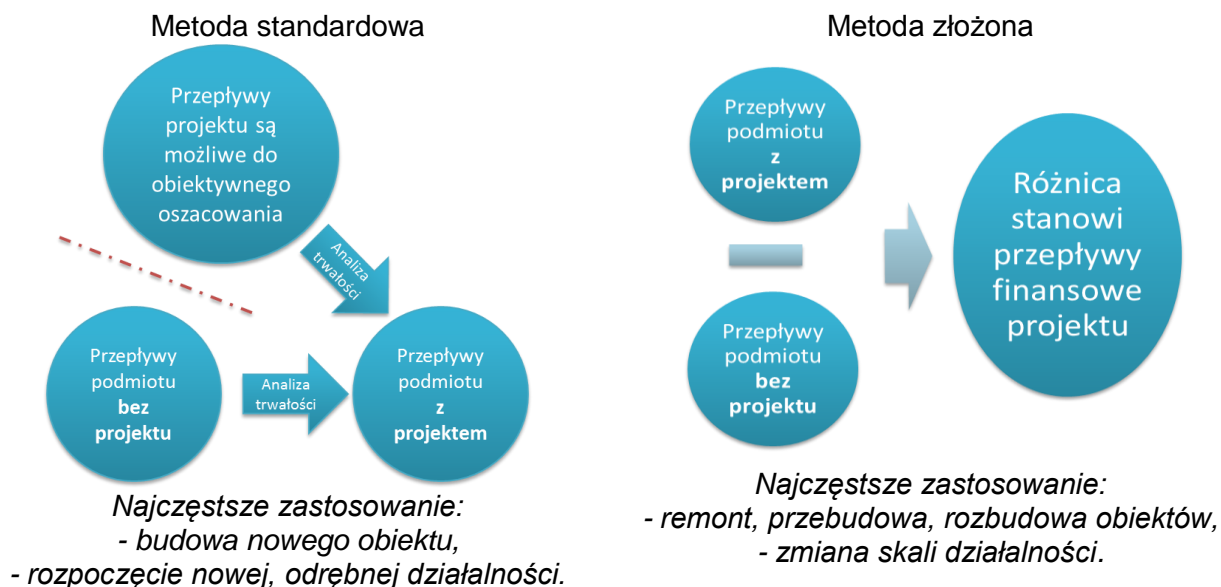 Metoda standardowa
Przepływy
projektu są
możliwe do
obiektywnego
oszacowania
Analiza
trwałości
Przepływy
podmiotu
bez
projektu
Analiza
trwałości
Przepływy
podmiotu
z
projektem
Najczęstsze zastosowanie:
- budowa nowego obiektu,
- rozpoczęcie nowej, odrębnej działalności.
Metoda złożona
Przepływy
podmiotu
z
projektem
Przepływy
podmiotu
bez
projektu
Różnica
stanowi
przepływy
finansowe
projektu
Najczęstsze zastosowanie:
- remont, przebudowa, rozbudowa obiektów,
- zmiana skali działalności.